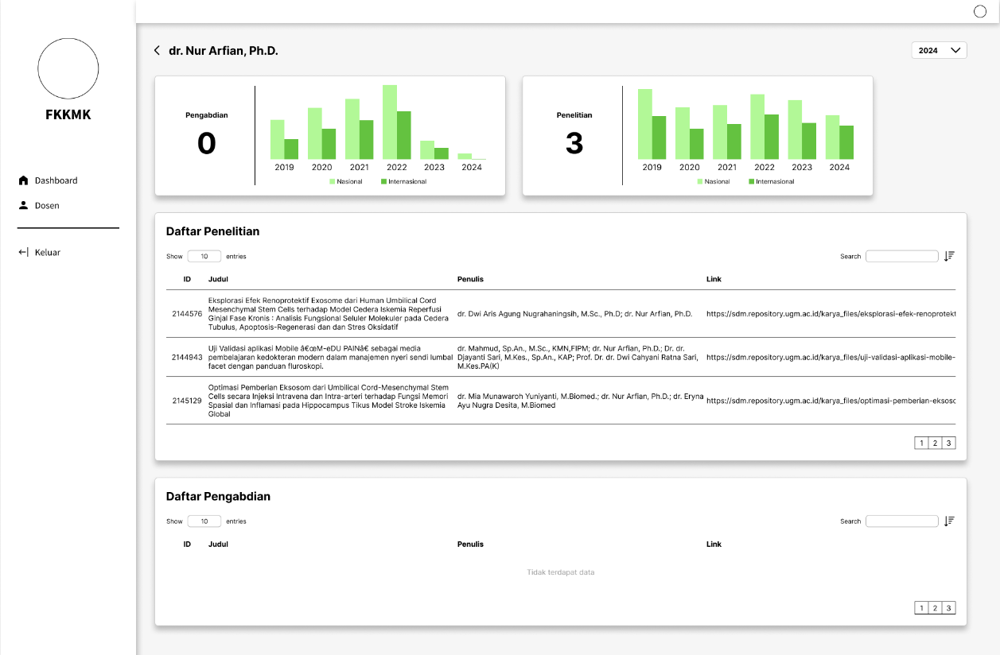 FKKMK
Dashboard
Dosen
Keluar
dr. Nur Arfian, Ph.D.
2024
Pengabdian
0
2019 2020 2021 2022 2023 2024
Nasional Internasional
Penelitian
3
2019 2020 2021 2022 2023 2024
Nasional Internasional
Daftar Penelitian
Show 10 entries
Search
ID Judul Penulis Link
2144576
Eksplorasi Efek Renoprotektif Exosome dari Human Umbilical Cord
Mesenchymal Stem Cells terhadap Model Cedera Iskemia Reperfusi
Ginjal Fase Kronis : Analisis Fungsional Seluler Molekuler pada Cedera
Tubulus, Apoptosis-Regenerasi dan dan Stres Oksidatif
dr. Dwi Aris Agung Nugrahaningsih, M.Sc., Ph.D; dr. Nur Arfian, Ph.D.
https://sdm.repository.ugm.ac.id/karya_files/eksplorasi-efek-renoprotekt
2144943
Uji Validasi aplikasi Mobile â€œM-eDU PAINâ€ sebagai media
pembelajaran kedokteran modern dalam manajemen nyeri sendi lumbal
facet dengan panduan fluroskopi.
dr. Mahmud, Sp.An., M.Sc., KMN,FIPM; dr. Nur Arfian, Ph.D.; Dr. dr.
Djayanti Sari, M.Kes., Sp.An., KAP; Prof. Dr. dr. Dwi Cahyani Ratna Sari,
M.Kes.PA(K)
https://sdm.repository.ugm.ac.id/karya_files/uji-validasi-aplikasi-mobile-
2145129
Optimasi Pemberian Eksosom dari Umbilical Cord-Mesenchymal Stem
Cells secara Injeksi Intravena dan Intra-arteri terhadap Fungsi Memori
Spasial dan Inflamasi pada Hippocampus Tikus Model Stroke Iskemia
Global
dr. Mia Munawaroh Yuniyanti, M.Biomed.; dr. Nur Arfian, Ph.D.; dr. Eryna
Ayu Nugra Desita, M.Biomed
https://sdm.repository.ugm.ac.id/karya_files/optimasi-pemberian-eksoso
1 2 3
Daftar Pengabdian
Show 10 entries
Search
ID Judul Penulis Link
Tidak terdapat data
1 2 3